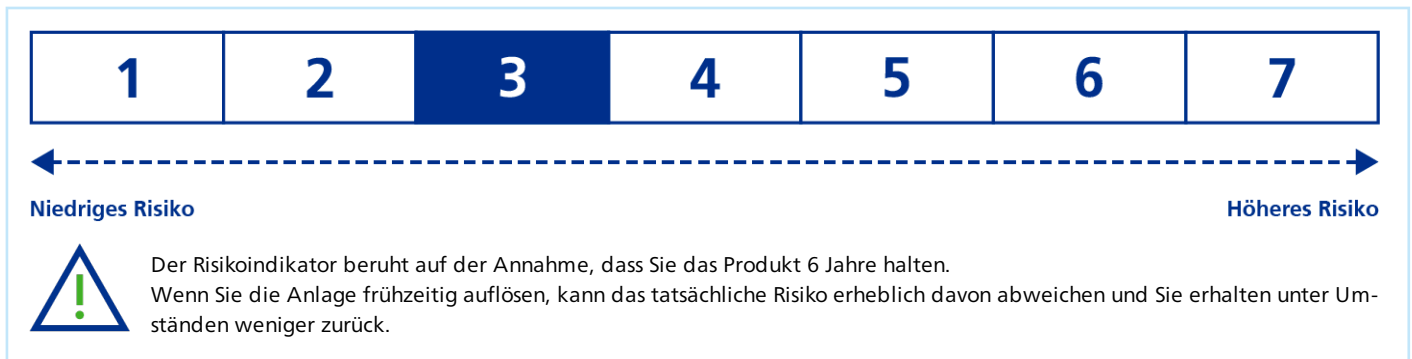 1 2 3 4 5 6 7
Niedriges Risiko Höheres Risiko
Der Risikoindikator beruht auf der Annahme, dass Sie das Produkt 6 Jahre halten.
Wenn Sie die Anlage frühzeitig auflösen, kann das tatsächliche Risiko erheblich davon abweichen und Sie erhalten unter Um-
ständen weniger zurück.